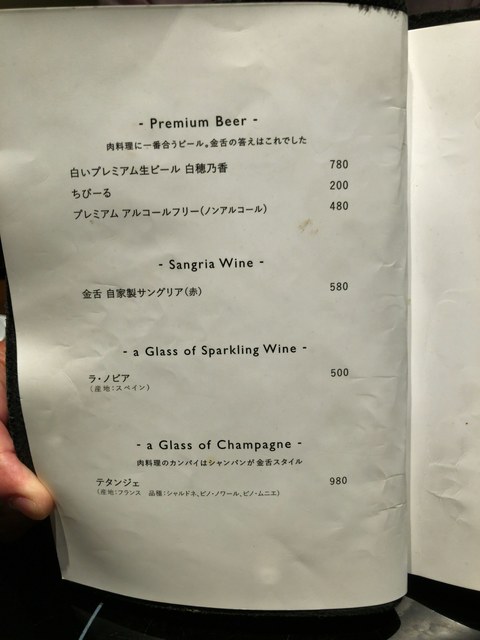 - Premium Beer -
肉料理に一番合うビール。金舌の答えはこれでした
白いプレミアム生ビール 白穂乃香 780
ちびーる 200
プレミアム アルコールフリー(ノンアルコール) 480
- Sangria Wine -
金舌 自家製サングリア(赤) 580
- a Glass of Sparkling Wine -
ラ・ノビア 500
(産地:スペイン)
- a Glass of Champagne -
肉料理のカンパイはシャンパンが金舌スタイル
テタンジェ 980
(産地:フランス 品種:シャルドネ、ピノ・ノワール、ピノ・ムニエ)